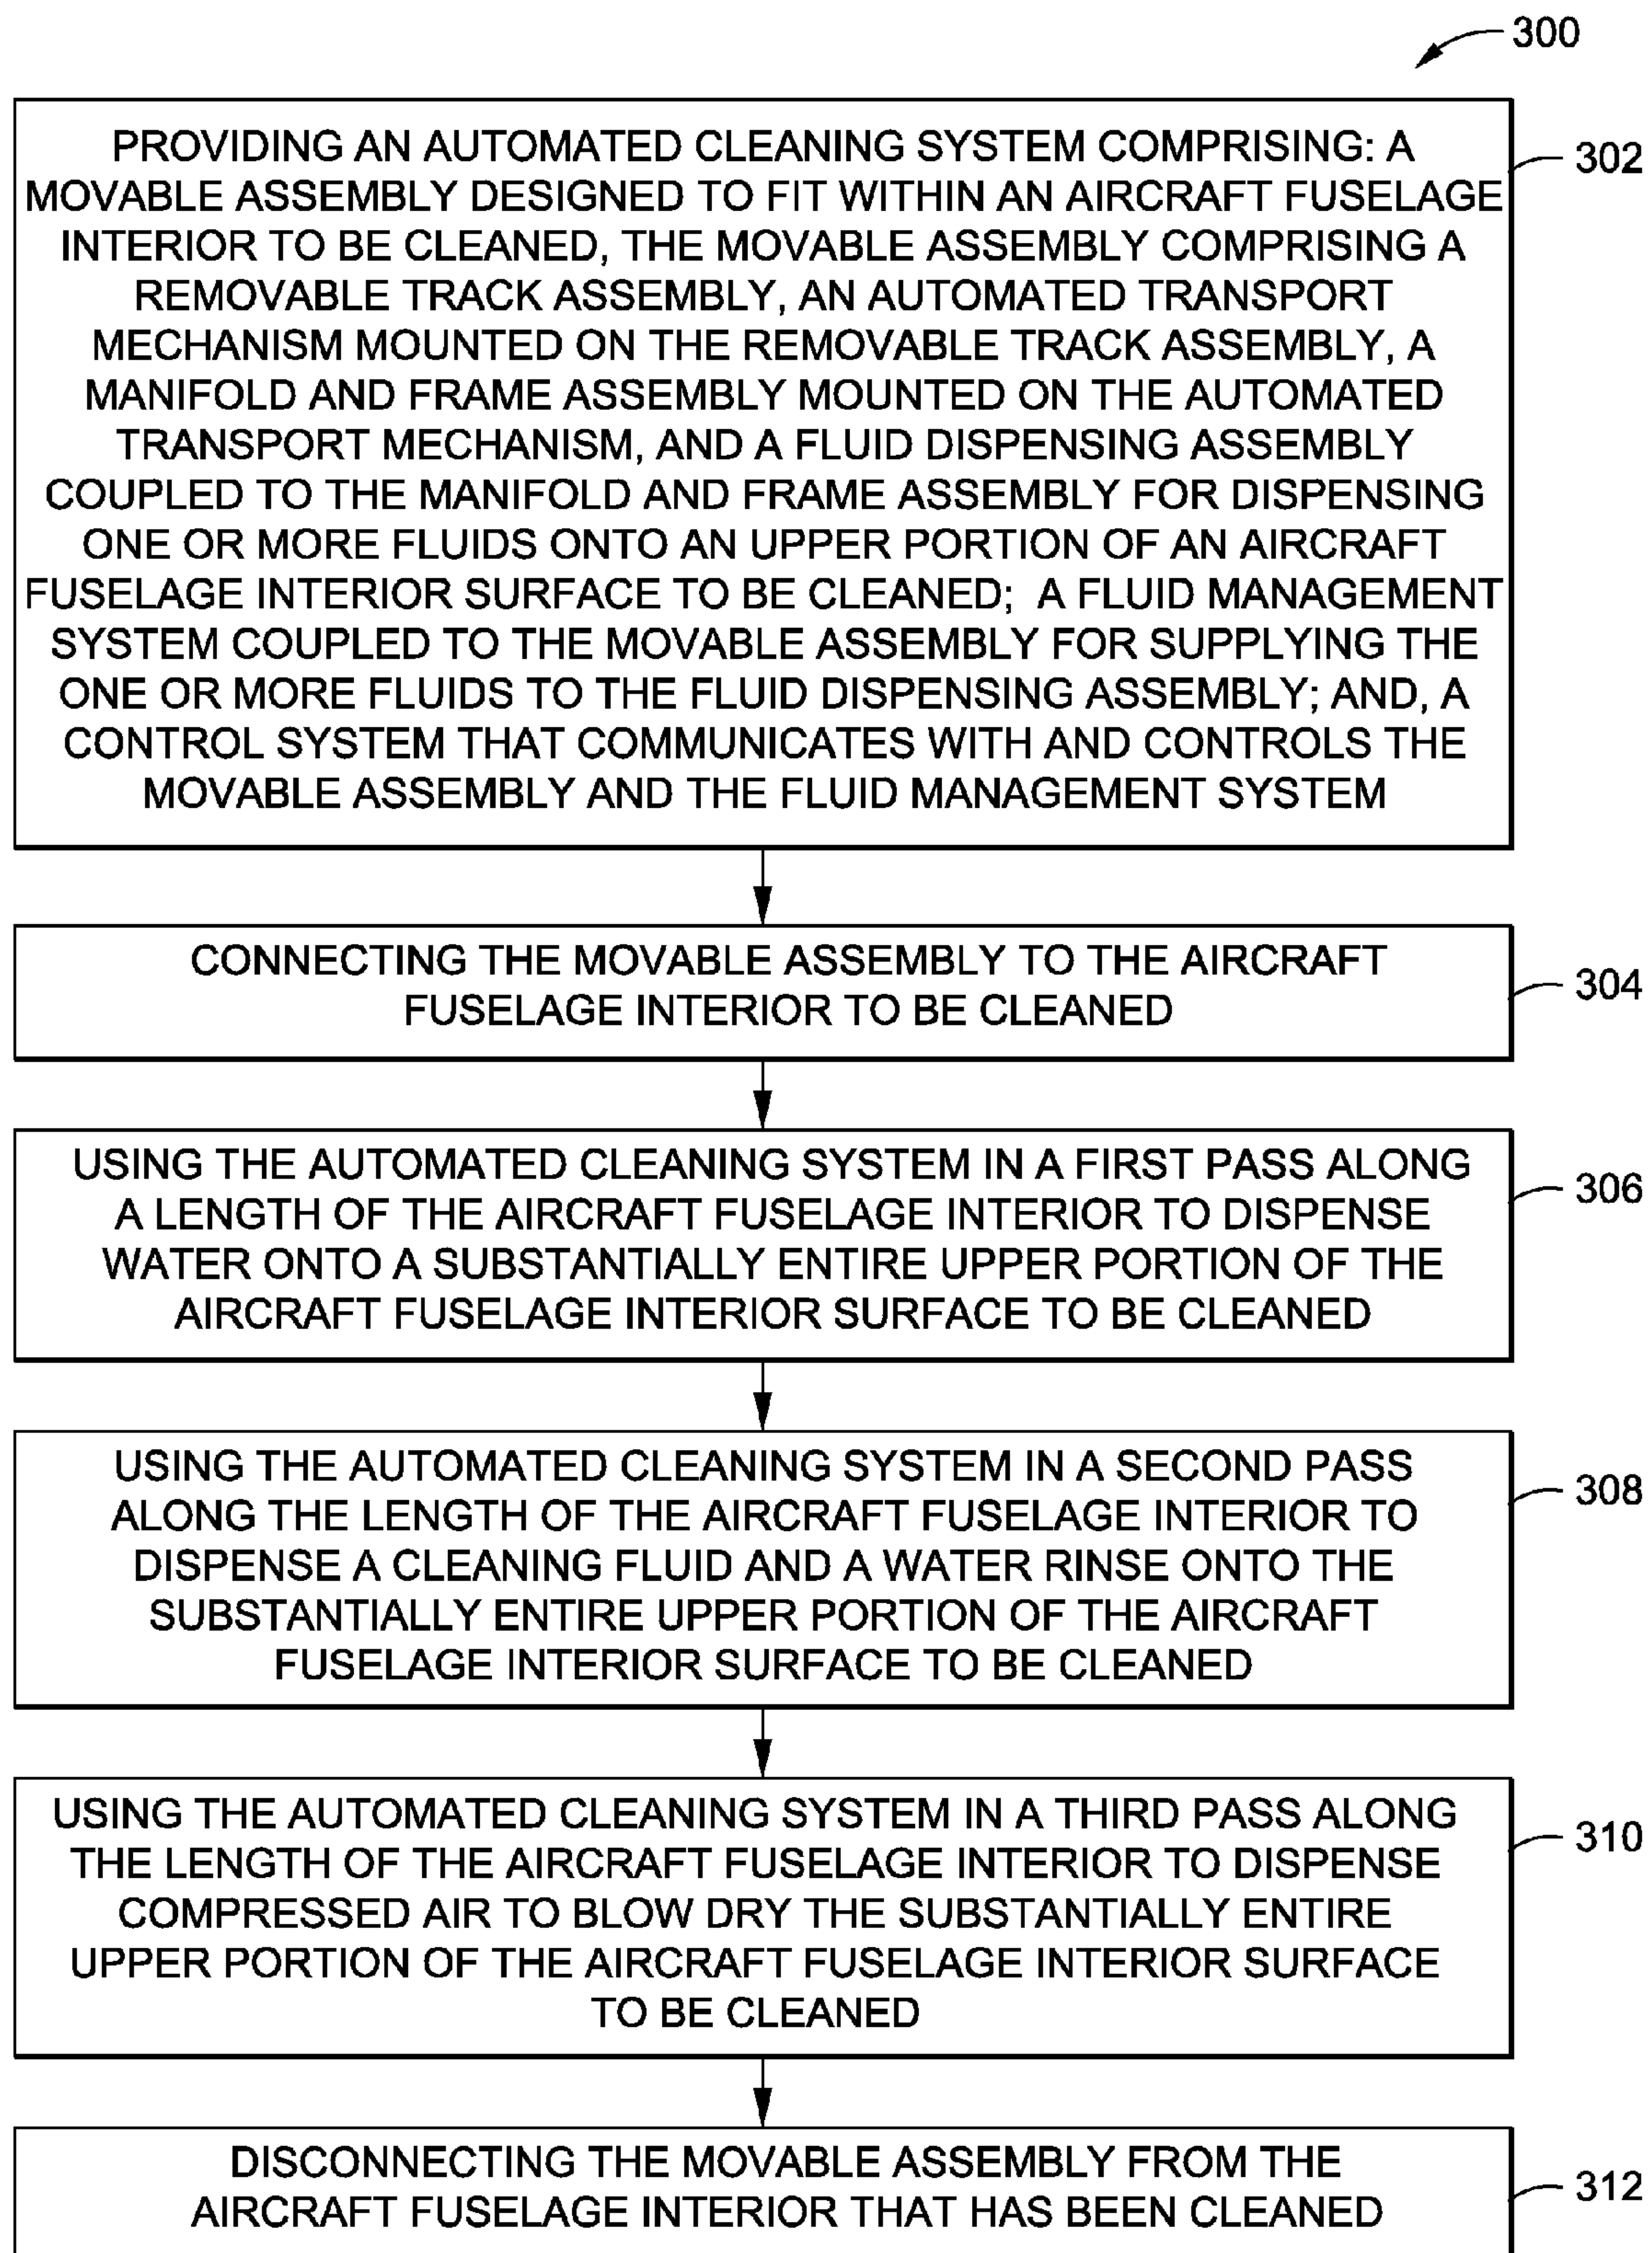 300
PROVIDING AN AUTOMATED CLEANING SYSTEM COMPRISING: A
MOVABLE ASSEMBLY DESIGNED TO FIT WITHIN AN AIRCRAFT FUSELAGE
INTERIOR TO BE CLEANED, THE MOVABLE ASSEMBLY COMPRISING A
REMOVABLE TRACK ASSEMBLY, AN AUTOMATED TRANSPORT
MECHANISM MOUNTED ON THE REMOVABLE TRACK ASSEMBLY, A
MANIFOLD AND FRAME ASSEMBLY MOUNTED ON THE AUTOMATED
TRANSPORT MECHANISM, AND A FLUID DISPENSING ASSEMBLY
COUPLED TO THE MANIFOLD AND FRAME ASSEMBLY FOR DISPENSING
ONE OR MORE FLUIDS ONTO AN UPPER PORTION OF AN AIRCRAFT
FUSELAGE INTERIOR SURFACE TO BE CLEANED; A FLUID MANAGEMENT
SYSTEM COUPLED TO THE MOVABLE ASSEMBLY FOR SUPPLYING THE
ONE OR MORE FLUIDS TO THE FLUID DISPENSING ASSEMBLY; AND, A
CONTROL SYSTEM THAT COMMUNICATES WITH AND CONTROLS THE
MOVABLE ASSEMBLY AND THE FLUID MANAGEMENT SYSTEM
302
CONNECTING THE MOVABLE ASSEMBLY TO THE AIRCRAFT
FUSELAGE INTERIOR TO BE CLEANED
304
USING THE AUTOMATED CLEANING SYSTEM IN A FIRST PASS ALONG
A LENGTH OF THE AIRCRAFT FUSELAGE INTERIOR TO DISPENSE
WATER ONTO A SUBSTANTIALLY ENTIRE UPPER PORTION OF THE
AIRCRAFT FUSELAGE INTERIOR SURFACE TO BE CLEANED
306
USING THE AUTOMATED CLEANING SYSTEM IN A SECOND PASS
ALONG THE LENGTH OF THE AIRCRAFT FUSELAGE INTERIOR TO
DISPENSE A CLEANING FLUID AND A WATER RINSE ONTO THE
SUBSTANTIALLY ENTIRE UPPER PORTION OF THE AIRCRAFT
FUSELAGE INTERIOR SURFACE TO BE CLEANED
308
USING THE AUTOMATED CLEANING SYSTEM IN A THIRD PASS ALONG
THE LENGTH OF THE AIRCRAFT FUSELAGE INTERIOR TO DISPENSE
COMPRESSED AIR TO BLOW DRY THE SUBSTANTIALLY ENTIRE
UPPER PORTION OF THE AIRCRAFT FUSELAGE INTERIOR SURFACE
TO BE CLEANED
310
DISCONNECTING THE MOVABLE ASSEMBLY FROM THE
AIRCRAFT FUSELAGE INTERIOR THAT HAS BEEN CLEANED
312